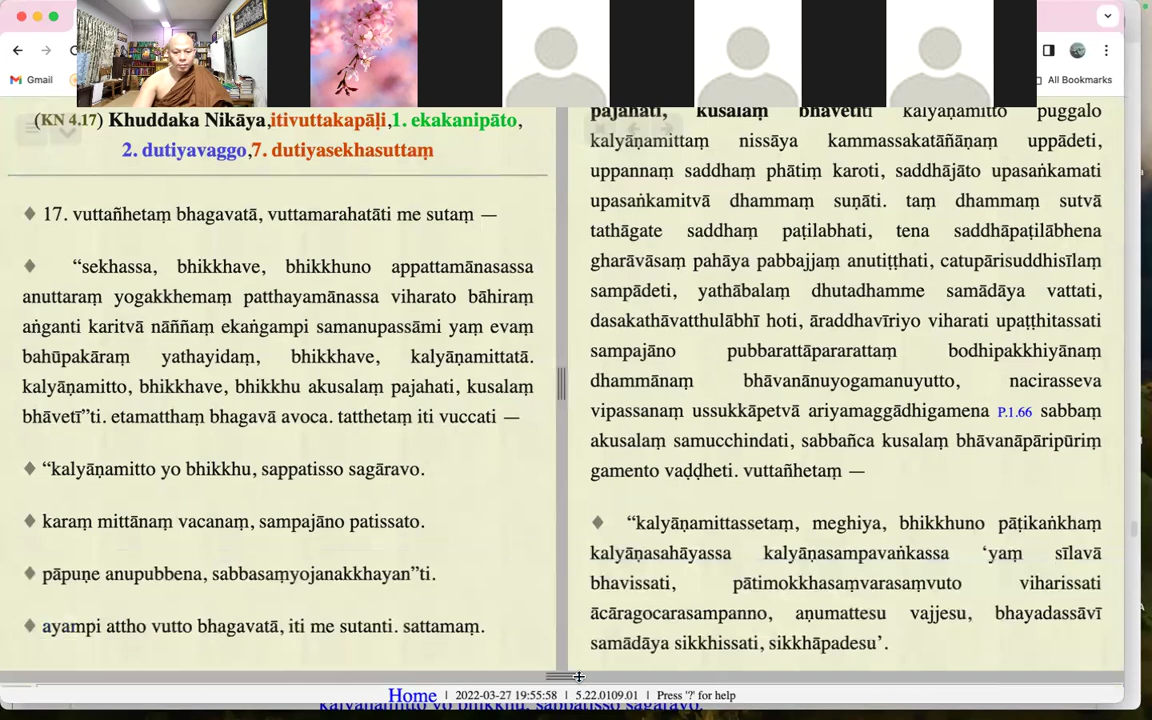 Gmail
All Bookmarks
(KN 4.17) Khuddaka Nikāya,itivuttakapāḷi,1. ekakanipāto,
2. dutiyavaggo,7. dutiyasekhasuttaṃ
♦ 17. vuttañhetaṃ bhagavatā, vuttamarahatāti me sutaṃ —
♦ “sekhassa, bhikkhave, bhikkhuno appattamānasassa
anuttaraṃ yogakkhemaṃ patthayamānassa viharato bāhiraṃ
aṅganti karitvā nāññaṃ ekaṅgampi samanupassāmi yaṃ evaṃ
bahūpakāraṃ yathayidaṃ, bhikkhave, kalyāṇamittatā.
kalyāṇamitto, bhikkhave, bhikkhu akusalaṃ pajahati, kusalaṃ
bhāvetī”ti. etamatthaṃ bhagavā avoca. tatthetaṃ iti vuccati —
♦ “kalyāṇamitto yo bhikkhu, sappatisso sagāravo.
♦ karaṃ mittānaṃ vacanaṃ, sampajāno patissato.
♦ pāpuṇe anupubbena, sabbasaṃyojanakkhayan”ti.
♦ ayampi attho vutto bhagavatā, iti me sutanti. sattamaṃ.
pajahati, kusalaṃ bhāvetīti kalyāṇamitto puggalo
kalyāṇamittaṃ nissāya kammassakatāñāṇaṃ uppādeti,
uppannaṃ saddhaṃ phātiṃ karoti, saddhājāto upasaṅkamati
upasaṅkamitvā dhammaṃ suṇāti. taṃ dhammaṃ sutvā
tathāgate saddhaṃ paṭilabhati, tena saddhāpaṭilābhena
gharāvāsaṃ pahāya pabbajjaṃ anutiṭṭhati, catupārisuddhisīlaṃ
sampādeti, yathābalaṃ dhutadhamme samādāya vattati,
dasakathāvatthulābhī hoti, āraddhavīriyo viharati upaṭṭhitassati
sampajāno pubbarattāpararattaṃ bodhipakkhiyānaṃ
dhammānaṃ bhāvanānuyogamanuyutto, nacirasseva
vipassanaṃ ussukkāpetvā ariyamaggādhigamena P.1.66 sabbaṃ
akusalaṃ samucchindati, sabbañca kusalaṃ bhāvanāpāripūriṃ
gamento vaḍḍheti. vuttañhetaṃ —
♦ “kalyāṇamittassetaṃ, meghiya, bhikkhuno pāṭikaṅkhaṃ
kalyāṇasahāyassa kalyāṇasampavaṅkassa ‘yaṃ sīlavā
bhavissati, pātimokkhasaṃvarasaṃvuto viharissati
ācāragocarasampanno, aṇumattesu vajjesu, bhayadassāvī
samādāya sikkhissati, sikkhāpadesu’.
Home | 2022-03-27 19:55:58 | 5.22.0109.01 | Press '?' for help
kalyāṇamitto yo bhikkhu, sappatisso sagāravo.